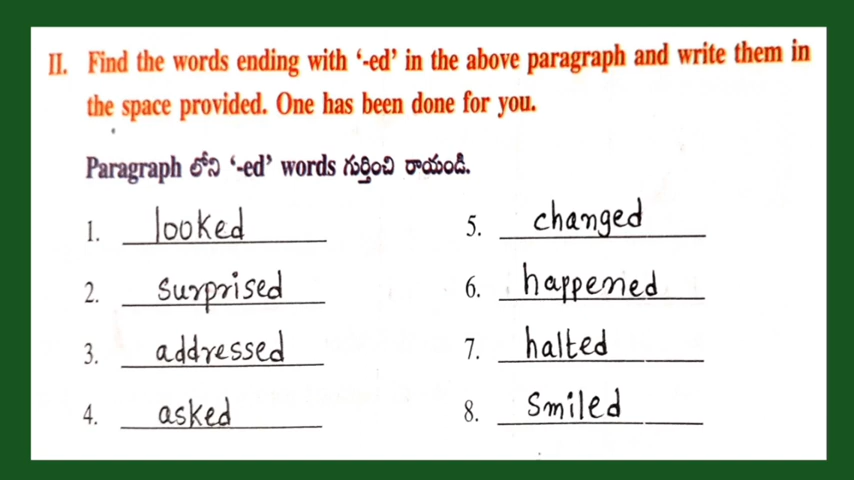 II. Find the words ending with ‘-ed’ in the above paragraph and write them in
the space provided. One has been done for you.
Paragraph లోని ‘-ed’ words గుర్తించి రాయండి.
1. looked
2. surprised
3. addressed
4. asked
5. changed
6. happened
7. halted
8. Smiled